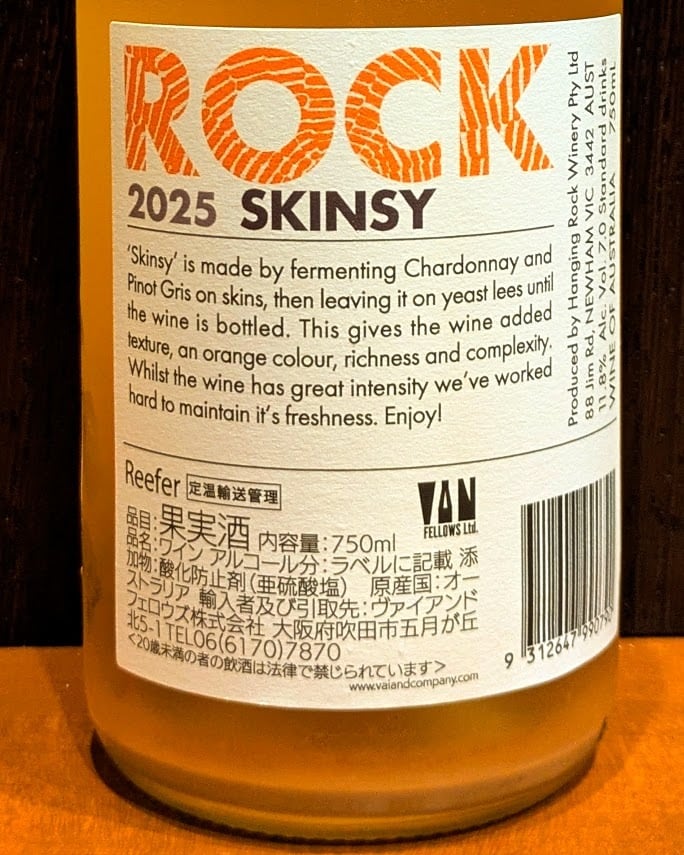 ROCK
2025 SKINSY
'Skinsy' is made by fermenting Chardonnay and
Pinot Gris on skins, then leaving it on yeast lees until
the wine is bottled. This gives the wine added
texture, an orange colour, richness and complexity.
Whilst the wine has great intensity we've worked
hard to maintain it's freshness. Enjoy!
Produced by Hanging Rock Winery Pty Ltd
88 Jim Rd, NEWHAM VIC 3442 AUST
11.8% Alc. Vol. 7.0 Standard drinks
WINE OF AUSTRALIA 750mL
Reefer 定温輸送管理
VAN
FELLOWS Ltd.
品目:果実酒 内容量:750ml
品名:ワイン アルコール分:ラベルに記載 添
加物:酸化防止剤(亜硫酸塩) 原産国:オー
ストラリア 輸入者及び引取先:ヴァイアンド
フェロウズ株式会社 大阪府吹田市五月が丘
北5-1 TEL06(6170)7870
<20歳未満の者の飲酒は法律で禁じられています>
www.vaiandcompany.com
9 312647 990790